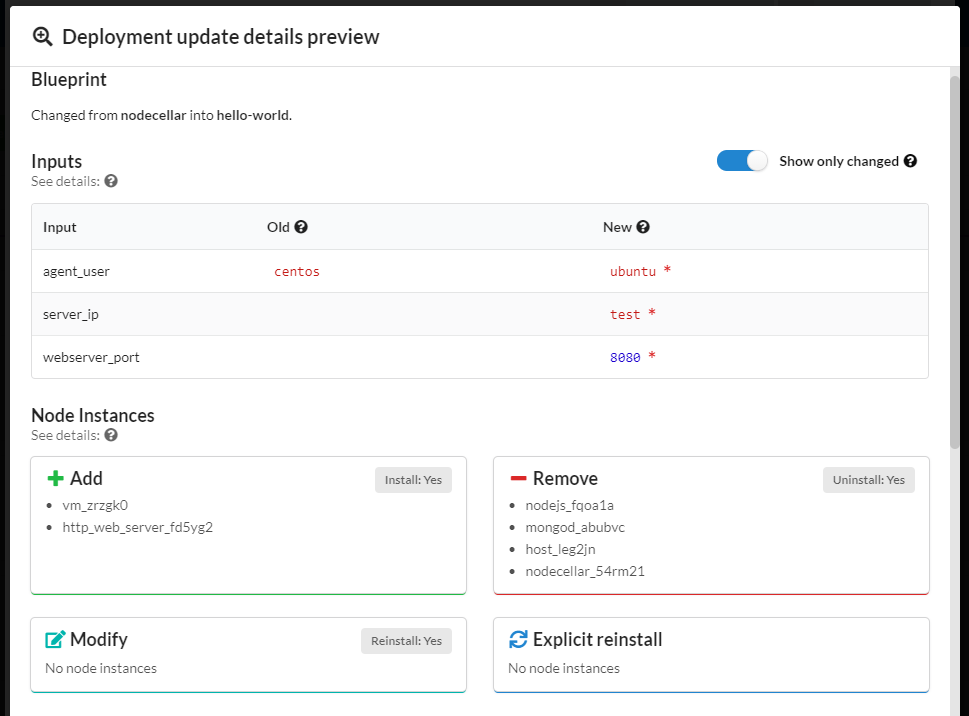 Deployment update details preview
Blueprint
Changed from nodecellar into hello-world.
Inputs
Show only changed
See details:
Input Old New
agent_user centos ubuntu *
server_ip test *
webserver_port 8080 *
Node Instances
See details:
Add Install: Yes
vm_zrzgk0
http_web_server_fd5yg2
Remove Uninstall: Yes
nodejs_fqoa1a
mongod_abubvc
host_leg2jn
nodecellar_54rm21
Modify Reinstall: Yes
No node instances
Explicit reinstall
No node instances